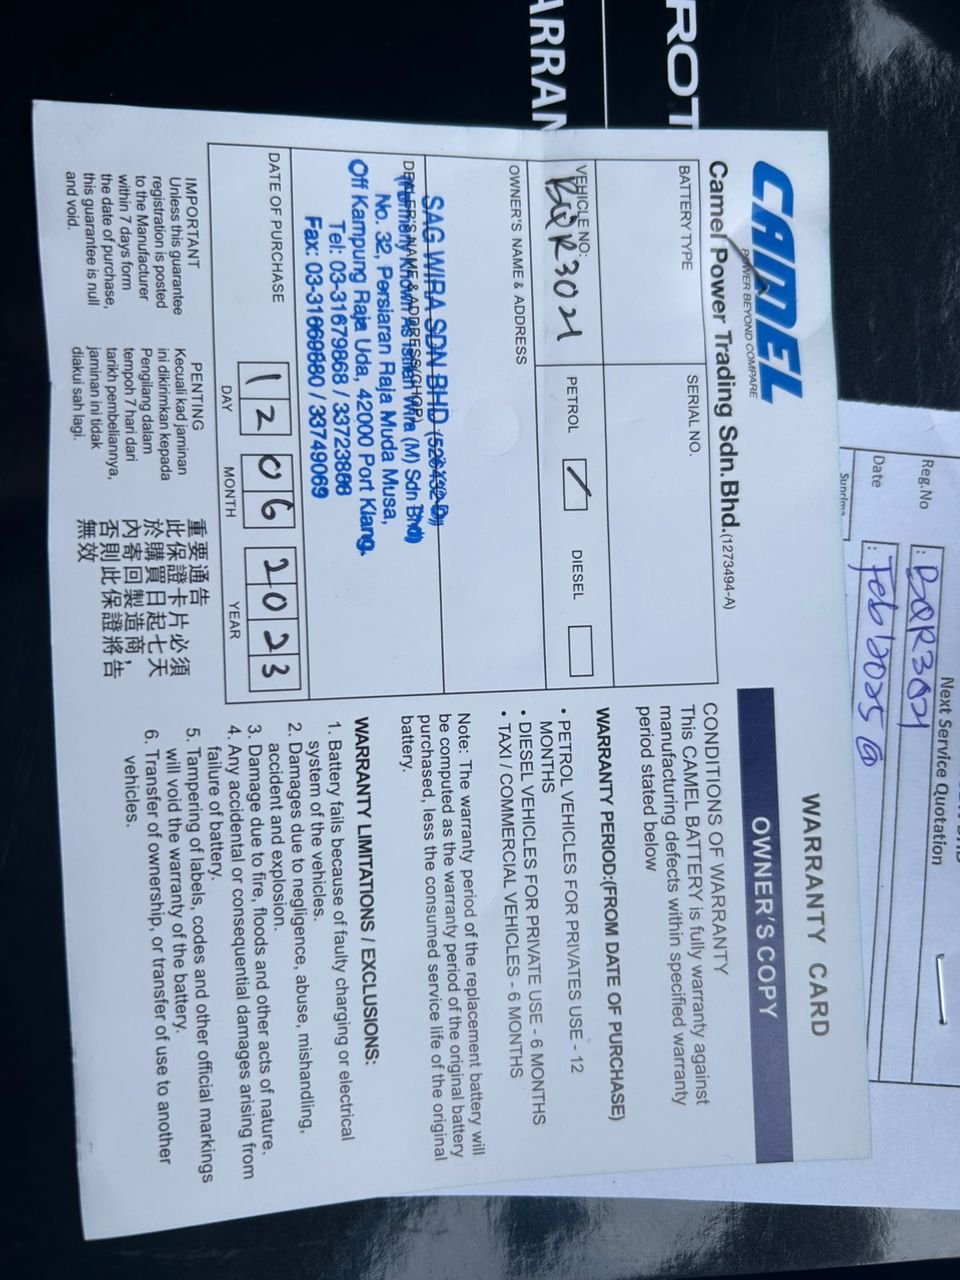 CAMEL
POWER BEYOND COMPARE
Camel Power Trading Sdn. Bhd. (1273494-A)
BATTERY TYPE
SERIAL NO.
VEHICLE NO:
BQR3021
PETROL
DIESEL
OWNER'S NAME & ADDRESS
DEALER'S NAME & ADDRESS (CHOP)
SAG WIRA SDN BHD
No. 32, Persiaran Raja Muda Musa,
Off Kampung Raja Uda, 42000 Port Klang.
Tel: 03-31679868 / 33723808
Fax: 03-31660880 / 33749069
DATE OF PURCHASE
12 06 2023
DAY MONTH YEAR
IMPORTANT
Unless this guarantee
registration is posted
to the Manufacturer
within 7 days form
the date of purchase,
this guarantee is null
and void.
PENTING
Kecuali kad jaminan
ini dikirimkan kepada
Pengilang dalam
tempoh 7 hari dari
tarikh pembeliannya,
jaminan ini tidak
diakui sah lagi.
重要通告
此保證卡片必須
於購買日起七天
內寄回製造商，
否則此保證將告
無效
WARRANTY CARD
OWNER'S COPY
CONDITIONS OF WARRANTY
This CAMEL BATTERY is fully warranty against
manufacturing defects within specified warranty
period stated below
WARRANTY PERIOD:(FROM DATE OF PURCHASE)
• PETROL VEHICLES FOR PRIVATES USE - 12
MONTHS
• DIESEL VEHICLES FOR PRIVATE USE - 6 MONTHS
• TAXI / COMMERCIAL VEHICLES - 6 MONTHS
Note: The warranty period of the replacement battery will
be computed as the warranty period of the original battery
purchased, less the consumed service life of the original
battery.
WARRANTY LIMITATIONS / EXCLUSIONS:
1. Battery fails because of faulty charging or electrical
system of the vehicles.
2. Damages due to negligence, abuse, mishandling,
accident and explosion.
3. Damage due to fire, floods and other acts of nature.
4. Any accidental or consequential damages arising from
failure of battery.
5. Tampering of labels, codes and other official markings
will void the warranty of the battery.
6. Transfer of ownership, or transfer of use to another
vehicles.
Next Service Quotation
Reg.No : BQR3021
Date : Feb 2025 @
ROT
ARRAN